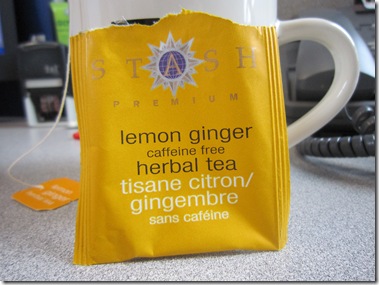 STASH
PREMIUM
lemon ginger
caffeine free
herbal tea
tisane citron/
gingembre
sans caféine